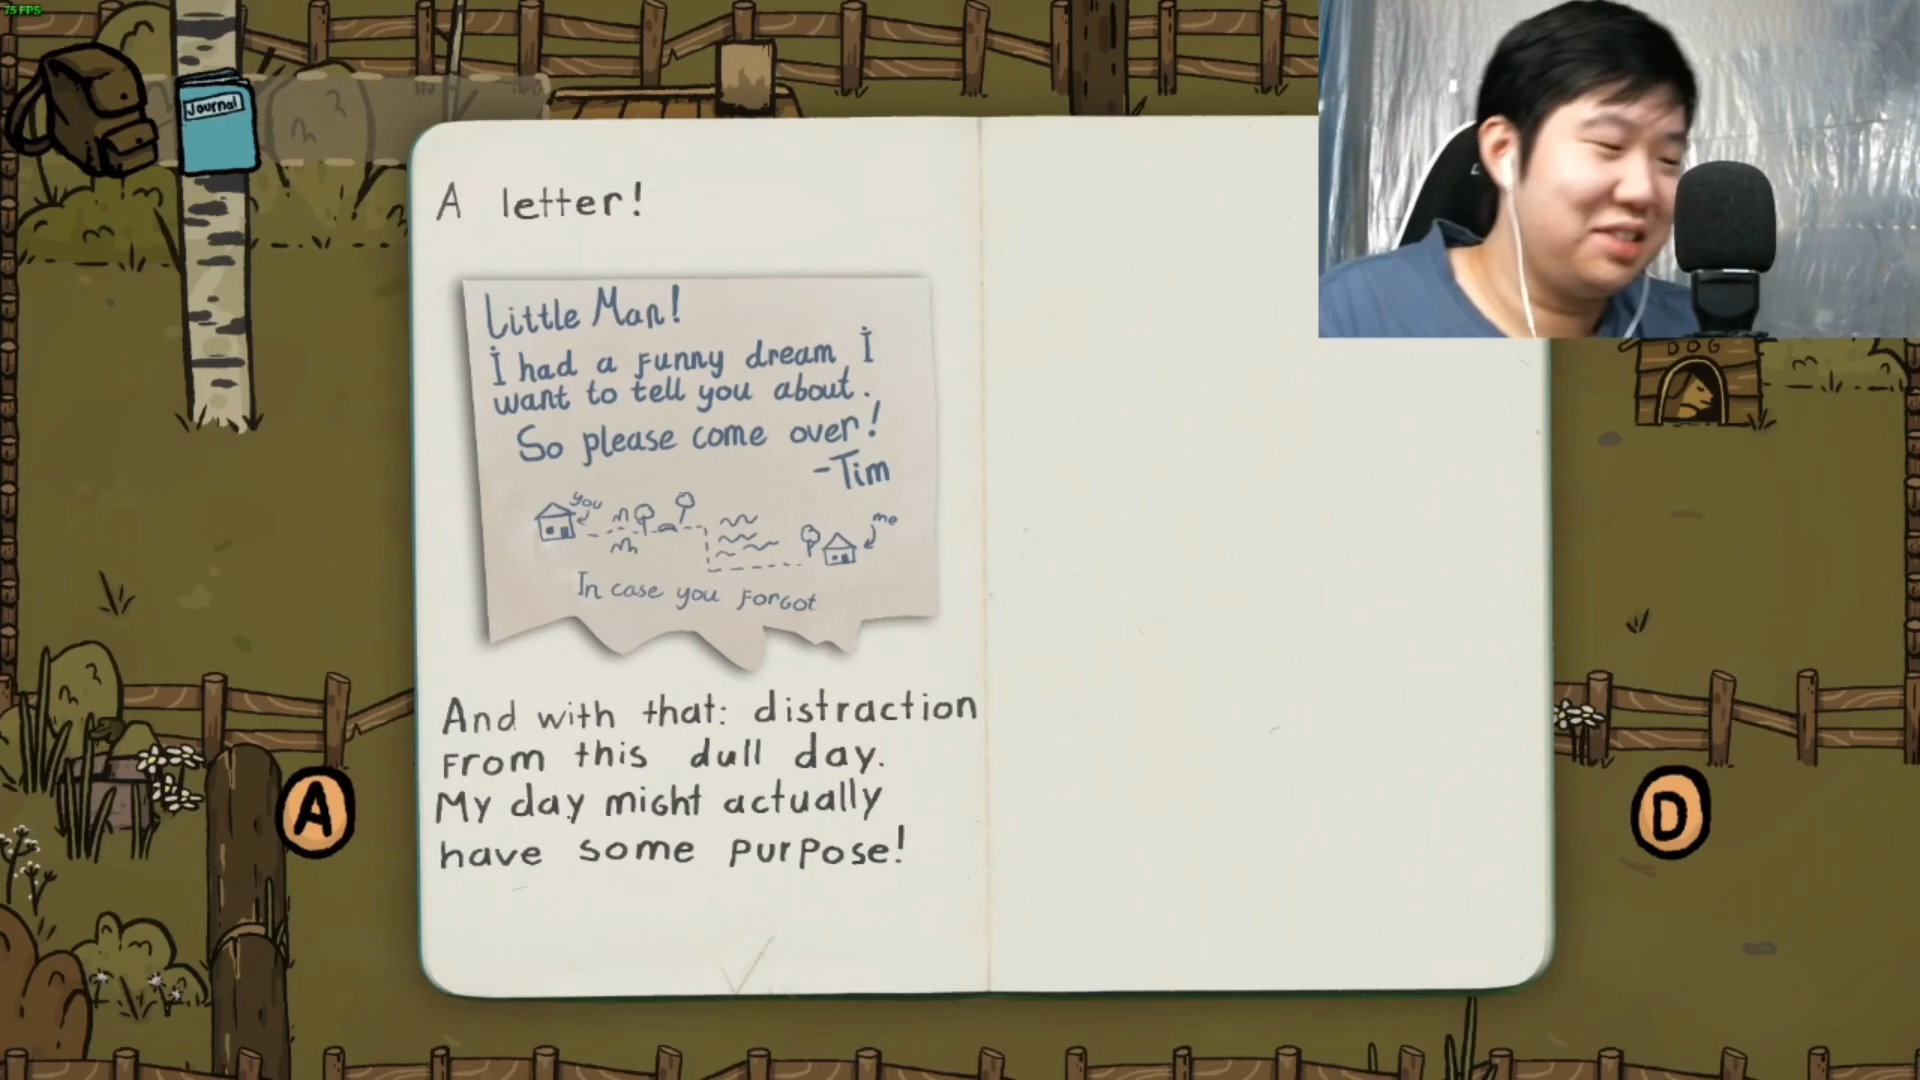 75 FPS
Journal
A letter!
Little Man!
I had a funny dream I
want to tell you about.
So please come over!
-Tim
you
me
In case you forgot
And with that: distraction
from this dull day.
My day might actually
have some purpose!
DOG
A
D